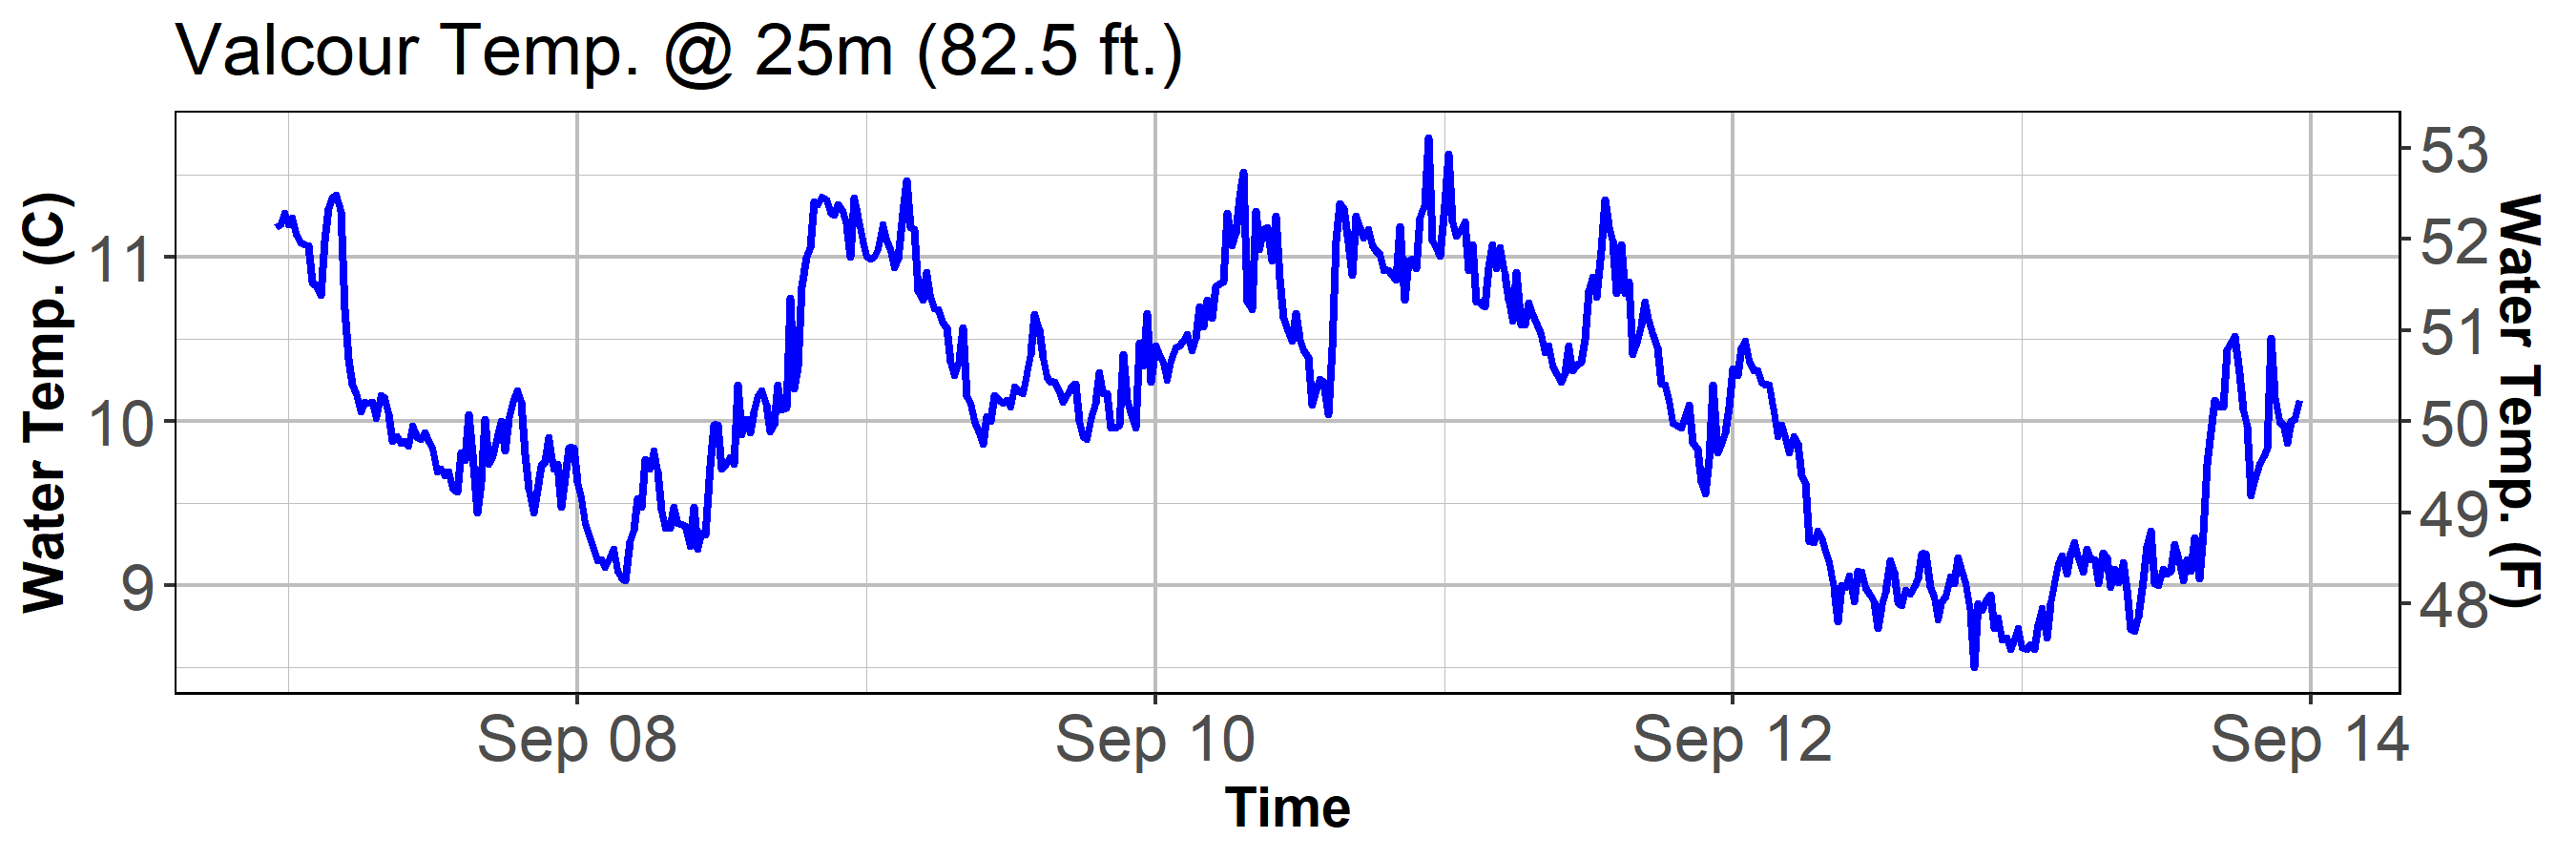 Valcour Temp. @ 25m (82.5 ft.)
Water Temp. (C)
11
10
9
53
52
51
50
49
48
Water Temp. (F)
Sep 08 Sep 10 Sep 12 Sep 14
Time